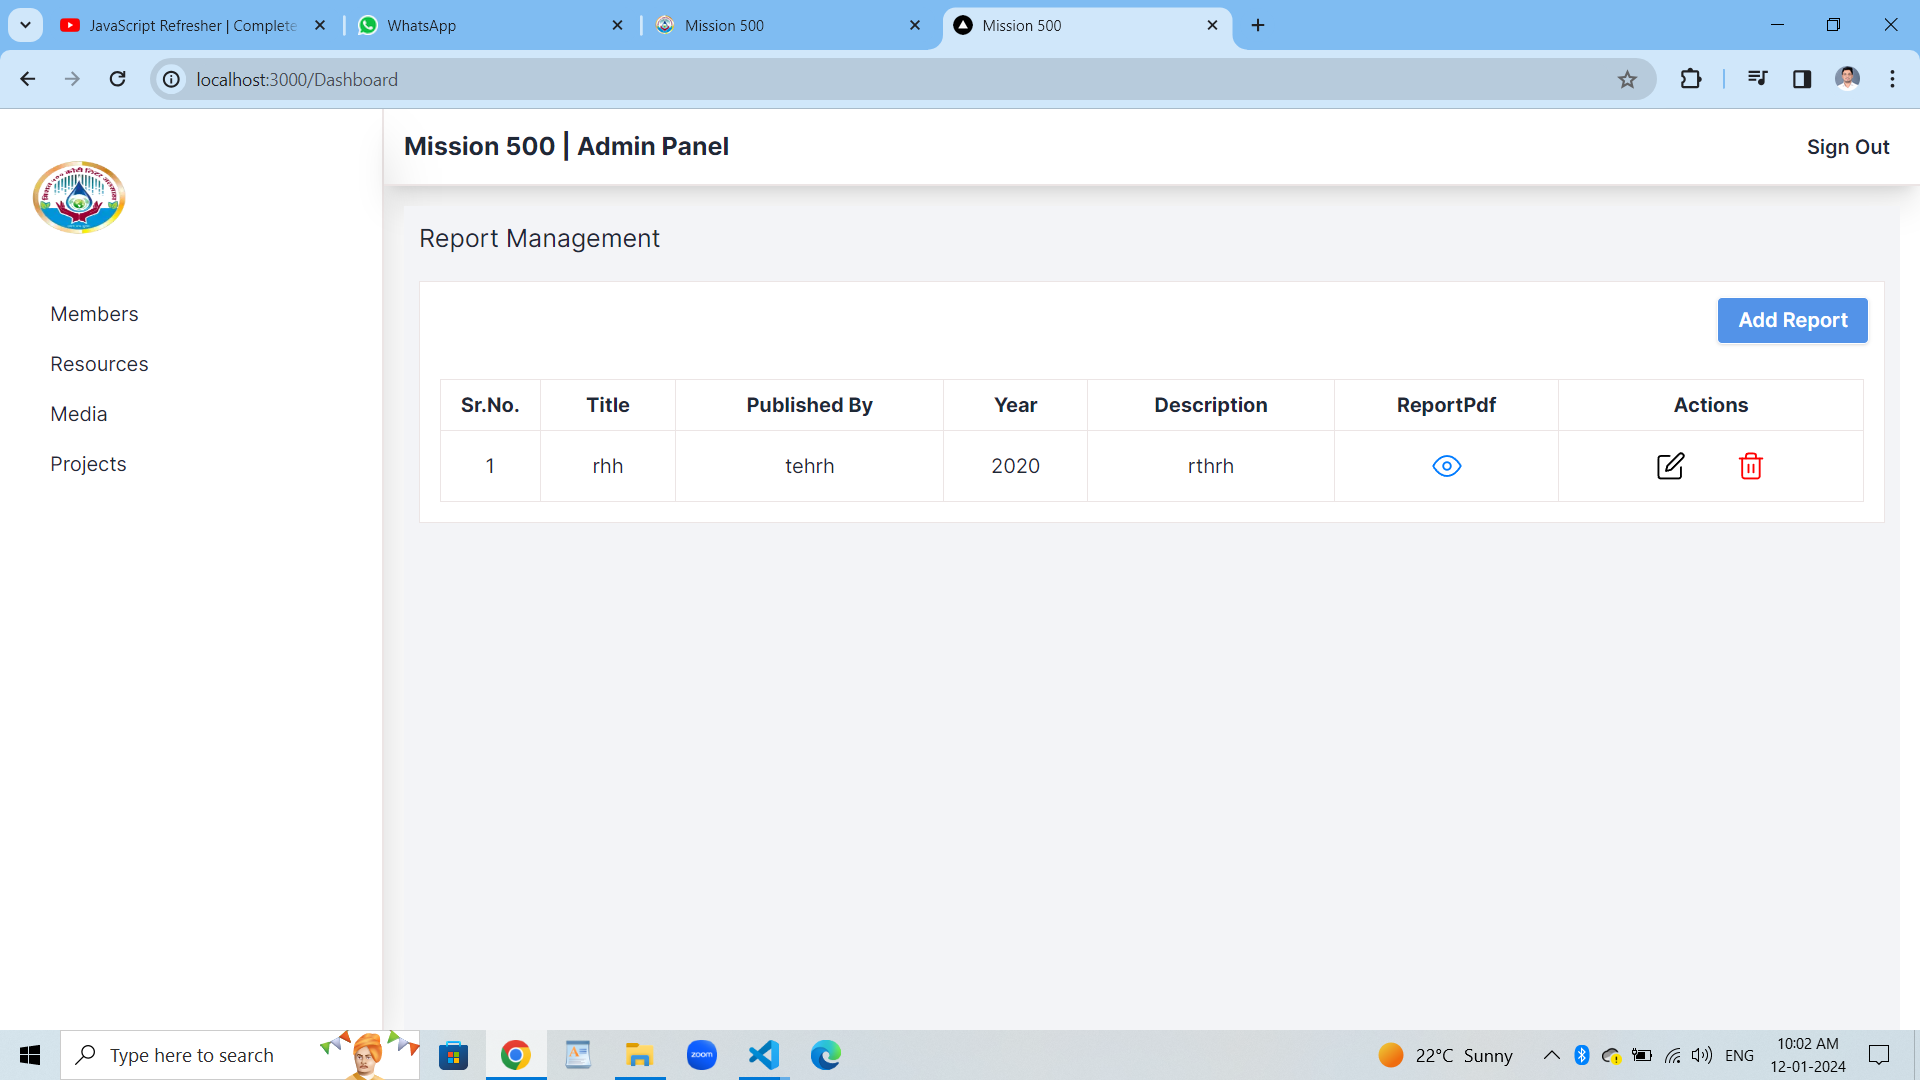 JavaScript Refresher | Complete
WhatsApp
Mission 500
Mission 500
localhost:3000/Dashboard
Mission 500 | Admin Panel
Sign Out
Report Management
Members
Resources
Media
Projects
Add Report
Sr.No. Title Published By Year Description ReportPdf Actions
1 rhh tehrh 2020 rthrh
Type here to search
zoom
22°C Sunny
ENG
10:02 AM
12-01-2024